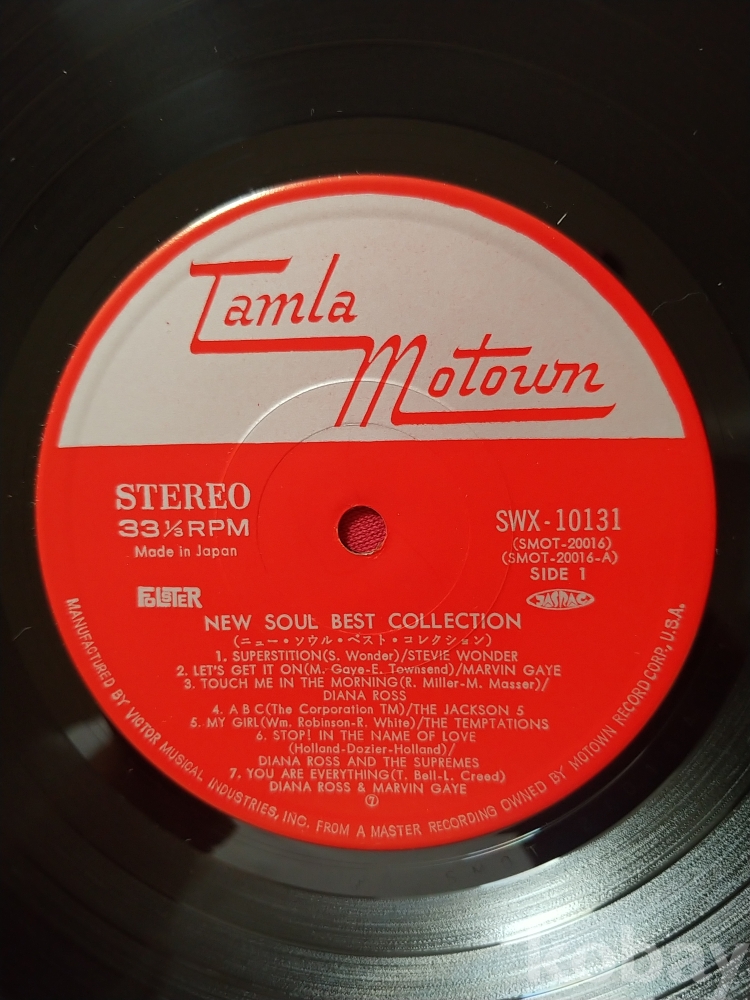 Tamla
Motown
STEREO
33⅓RPM
Made in Japan
SWX-10131
(SMOT-20016)
(SMOT-20016-A)
SIDE 1
JASRAC
NEW SOUL BEST COLLECTION
(ニュー・ソウル・ベスト・コレクション)
1. SUPERSTITION(S. Wonder)/STEVIE WONDER
2. LET'S GET IT ON(M. Gaye-E. Townsend)/MARVIN GAYE
3. TOUCH ME IN THE MORNING(R. Miller-M. Masser)/
DIANA ROSS
4. A B C(The Corporation TM)/THE JACKSON 5
5. MY GIRL(Wm. Robinson-R. White)/THE TEMPTATIONS
6. STOP! IN THE NAME OF LOVE
(Holland-Dozier-Holland)/
DIANA ROSS AND THE SUPREMES
7. YOU ARE EVERYTHING(T. Bell-L. Creed)
DIANA ROSS & MARVIN GAYE
⑦
MANUFACTURED BY VICTOR MUSICAL INDUSTRIES, INC. FROM A MASTER RECORDING OWNED BY MOTOWN RECORD CORP., U.S.A.
kobay